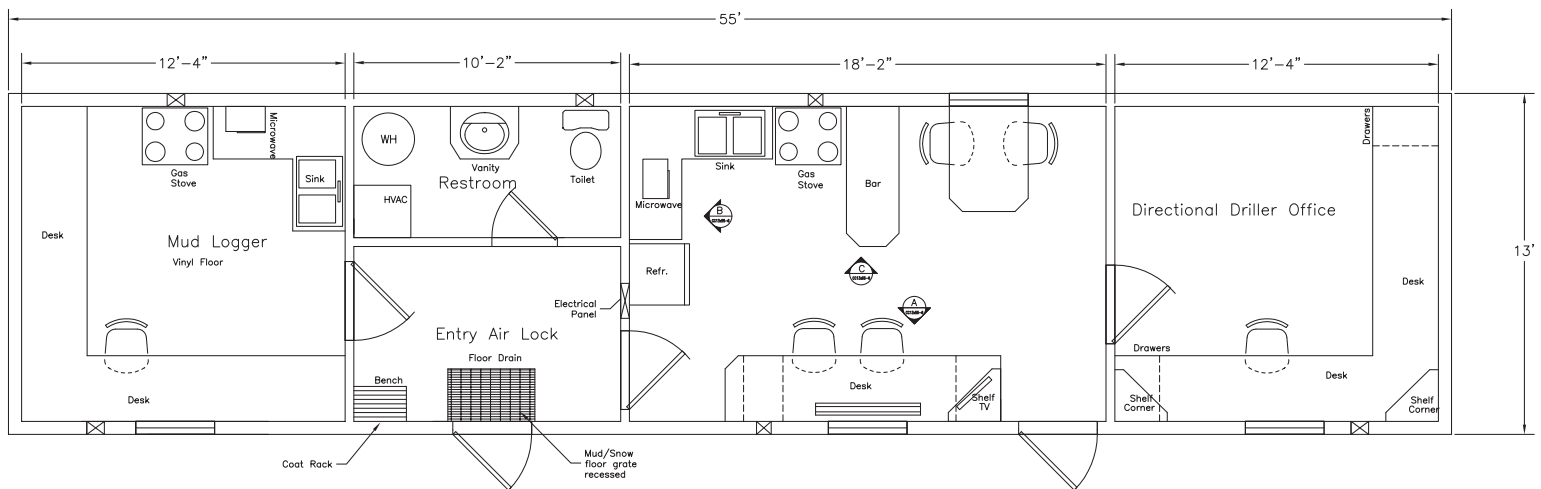 55'
12'-4"
10'-2"
18'-2"
12'-4"
13'
Microwave
Gas
Stove
Sink
Desk
Mud Logger
Vinyl Floor
Desk
WH
HVAC
Vanity
Restroom
Toilet
Electrical
Panel
Entry Air Lock
Floor Drain
Bench
Coat Rack
Mud/Snow
floor grate
recessed
Sink
Microwave
Gas
Stove
Bar
Refr.
B
C
A
Desk
Shelf
TV
Drawers
Directional Driller Office
Desk
Drawers
Desk
Shelf
Corner
Shelf
Corner